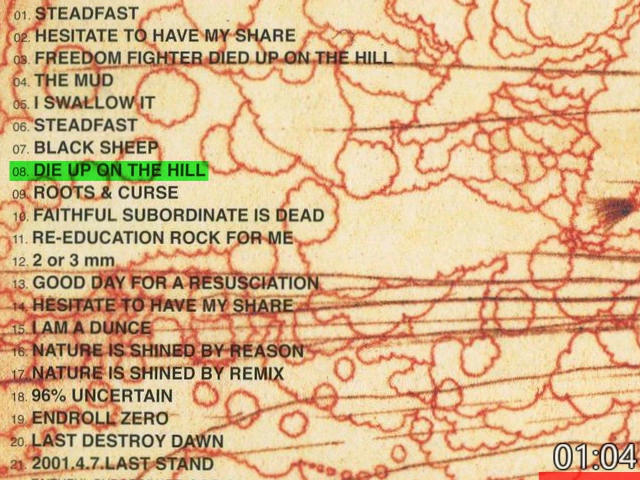 01. STEADFAST
02. HESITATE TO HAVE MY SHARE
03. FREEDOM FIGHTER DIED UP ON THE HILL
04. THE MUD
05. I SWALLOW IT
06. STEADFAST
07. BLACK SHEEP
08. DIE UP ON THE HILL
09. ROOTS & CURSE
10. FAITHFUL SUBORDINATE IS DEAD
11. RE-EDUCATION ROCK FOR ME
12. 2 or 3 mm
13. GOOD DAY FOR A RESUSCIATION
14. HESITATE TO HAVE MY SHARE
15. I AM A DUNCE
16. NATURE IS SHINED BY REASON
17. NATURE IS SHINED BY REMIX
18. 96% UNCERTAIN
19. ENDROLL ZERO
20. LAST DESTROY DAWN
21. 2001.4.7.LAST STAND
01:04